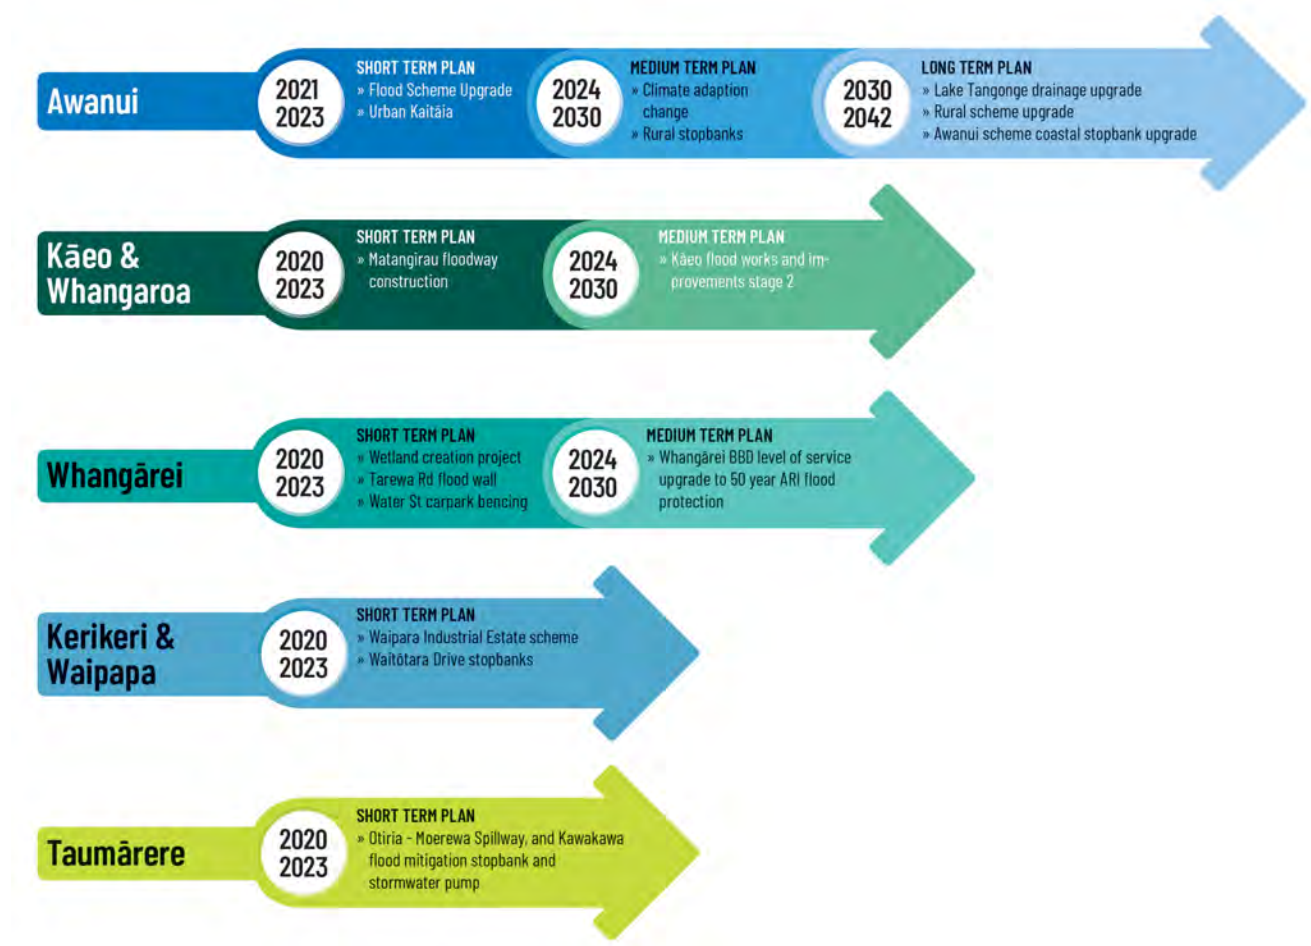 Awanui
2021
2023
SHORT TERM PLAN
» Flood Scheme Upgrade
» Urban Kaitāia
2024
2030
MEDIUM TERM PLAN
» Climate adaption
change
» Rural stopbanks
2030
2042
LONG TERM PLAN
» Lake Tangonge drainage upgrade
» Rural scheme upgrade
» Awanui scheme coastal stopbank upgrade
Kāeo &
Whangaroa
2020
2023
SHORT TERM PLAN
» Matangirau floodway
construction
2024
2030
MEDIUM TERM PLAN
» Kāeo flood works and im-
provements stage 2
Whangārei
2020
2023
SHORT TERM PLAN
» Wetland creation project
» Tarewa Rd flood wall
» Water St carpark bencing
2024
2030
MEDIUM TERM PLAN
» Whangārei BBD level of service
upgrade to 50 year ARI flood
protection
Kerikeri &
Waipapa
2020
2023
SHORT TERM PLAN
» Waipara Industrial Estate scheme
» Waitōtara Drive stopbanks
Taumārere
2020
2023
SHORT TERM PLAN
» Otiria - Moerewa Spillway, and Kawakawa
flood mitigation stopbank and
stormwater pump